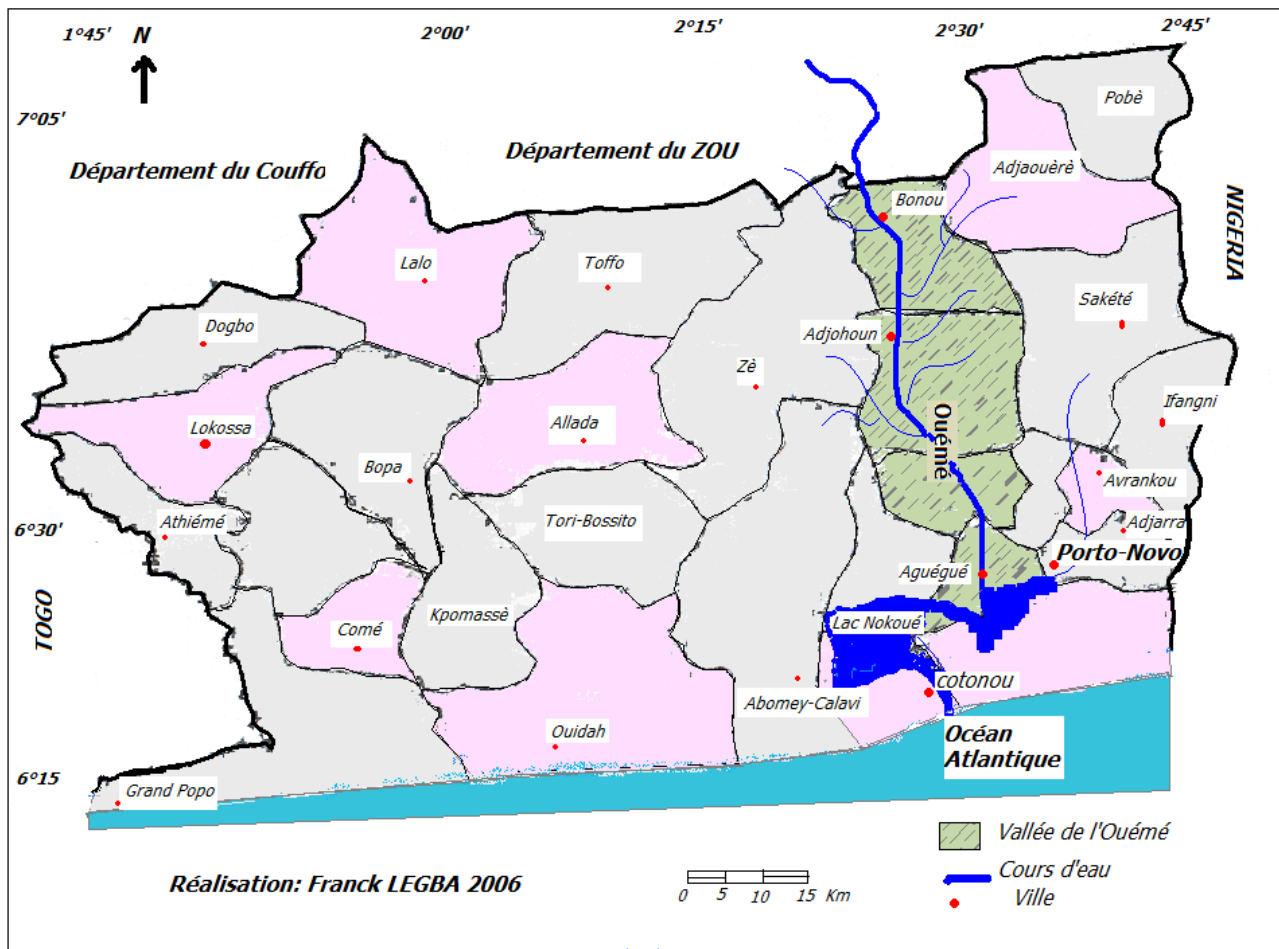 1°45'
N
2°00'
2°15'
2°30'
2°45'
7°05'
Pobè
Département du Couffo
Département du ZOU
Adjaouèrè
NIGERIA
Bonou
Lalo
Toffo
Sakété
Dogbo
Adjohoun
Zè
Ifangni
Lokossa
Allada
Ouémé
Bopa
Avrankou
6°30'
Athiémé
Tori-Bossito
Adjarra
Porto-Novo
Aguégué
TOGO
Comé
Kpomassè
Lac Nokoué
cotonou
Abomey-Calavi
Ouidah
Océan
Atlantique
6°15'
Grand Popo
Vallée de l'Ouémé
Cours d'eau
Ville
Réalisation: Franck LEGBA 2006
0 5 10 15 Km